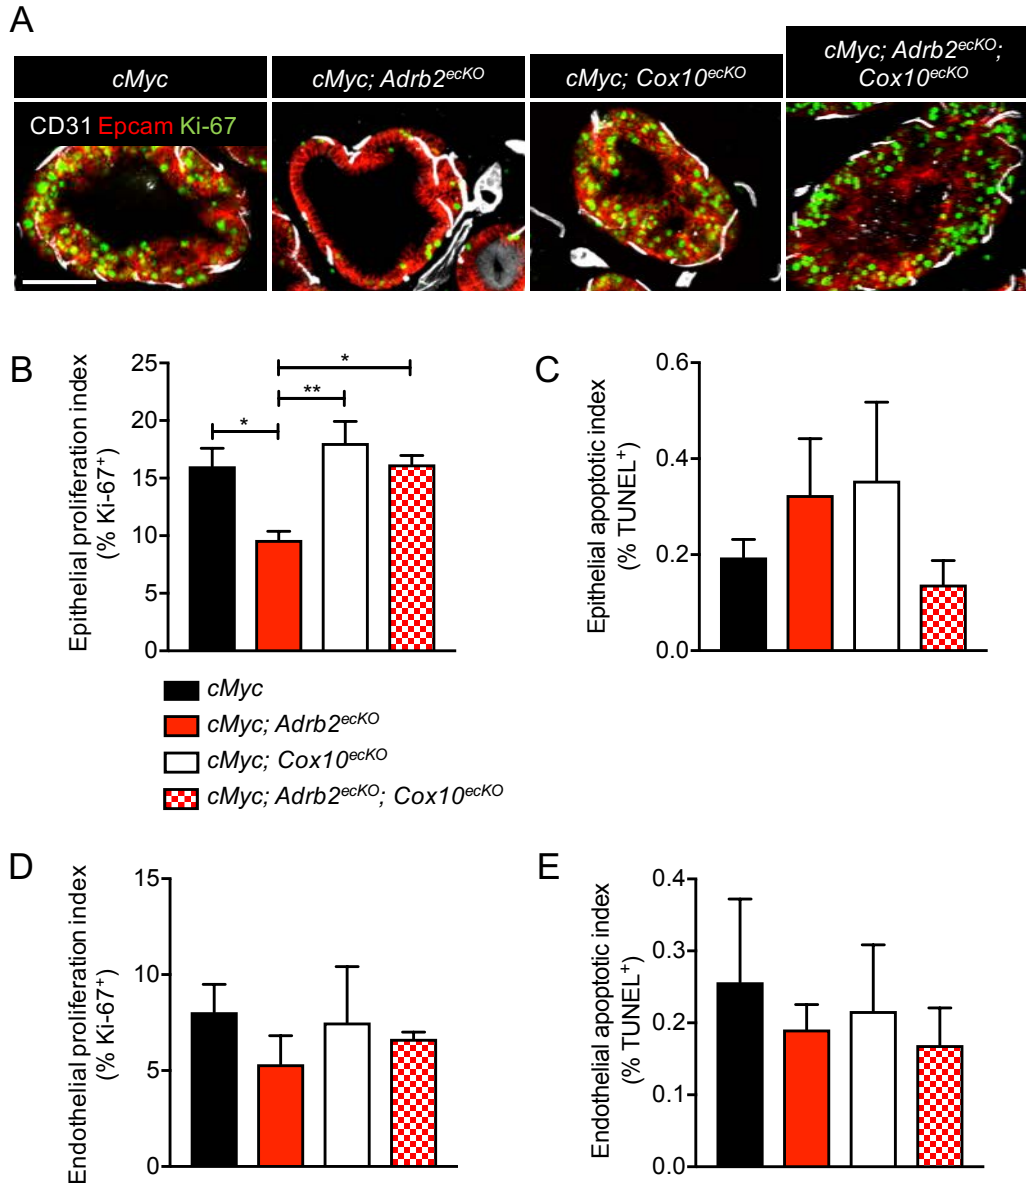 A
cMyc
cMyc; Adrb2ecKO
cMyc; Cox10ecKO
cMyc; Adrb2ecKO;
Cox10ecKO
CD31 Epcam Ki-67
B
Epithelial proliferation index
(% Ki-67+)
25
20
15
10
5
0
*
**
*
C
Epithelial apoptotic index
(% TUNEL+)
0.6
0.4
0.2
0.0
cMyc
cMyc; Adrb2ecKO
cMyc; Cox10ecKO
cMyc; Adrb2ecKO; Cox10ecKO
D
Endothelial proliferation index
(% Ki-67+)
15
10
5
0
E
Endothelial apoptotic index
(% TUNEL+)
0.4
0.3
0.2
0.1
0.0